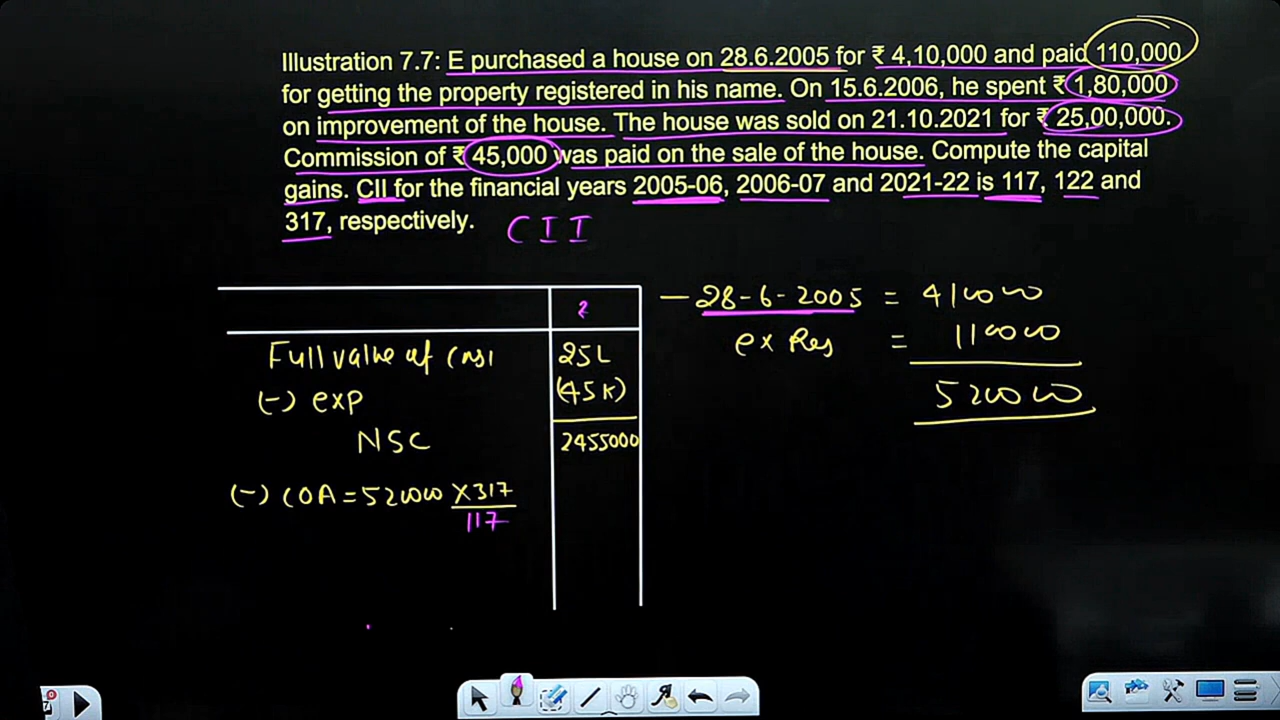 Illustration 7.7: E purchased a house on 28.6.2005 for ₹ 4,10,000 and paid 110,000
for getting the property registered in his name. On 15.6.2006, he spent ₹ 1,80,000
on improvement of the house. The house was sold on 21.10.2021 for ₹ 25,00,000.
Commission of ₹ 45,000 was paid on the sale of the house. Compute the capital
gains. CII for the financial years 2005-06, 2006-07 and 2021-22 is 117, 122 and
317, respectively.
CII
₹
Full value of Cnsi 25L
(-) exp (45K)
NSC 2455000
(-) COA = 520000 X 317
117
— 28-6-2005 = 410000
ex Res = 110000
520000